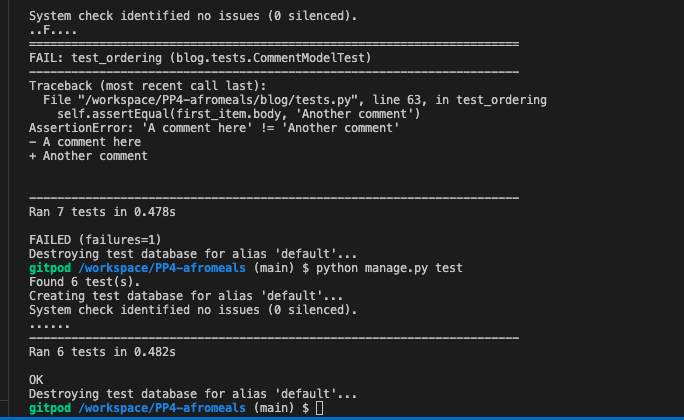 System check identified no issues (0 silenced).
..F....
======================================================================
FAIL: test_ordering (blog.tests.CommentModelTest)
----------------------------------------------------------------------
Traceback (most recent call last):
  File "/workspace/PP4-afromeals/blog/tests.py", line 63, in test_ordering
    self.assertEqual(first_item.body, 'Another comment')
AssertionError: 'A comment here' != 'Another comment'
- A comment here
+ Another comment


----------------------------------------------------------------------
Ran 7 tests in 0.478s

FAILED (failures=1)
Destroying test database for alias 'default'...
gitpod /workspace/PP4-afromeals (main) $ python manage.py test
Found 6 test(s).
Creating test database for alias 'default'...
System check identified no issues (0 silenced).
......
----------------------------------------------------------------------
Ran 6 tests in 0.482s

OK
Destroying test database for alias 'default'...
gitpod /workspace/PP4-afromeals (main) $